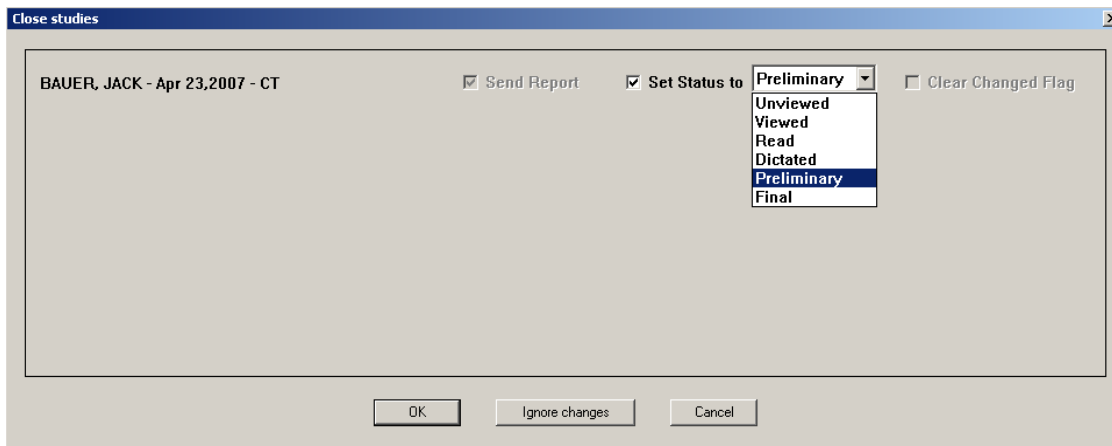 Close studies
BAUER, JACK - Apr 23,2007 - CT Send Report Set Status to Preliminary Clear Changed Flag
Unviewed
Viewed
Read
Dictated
Preliminary
Final
OK Ignore changes Cancel